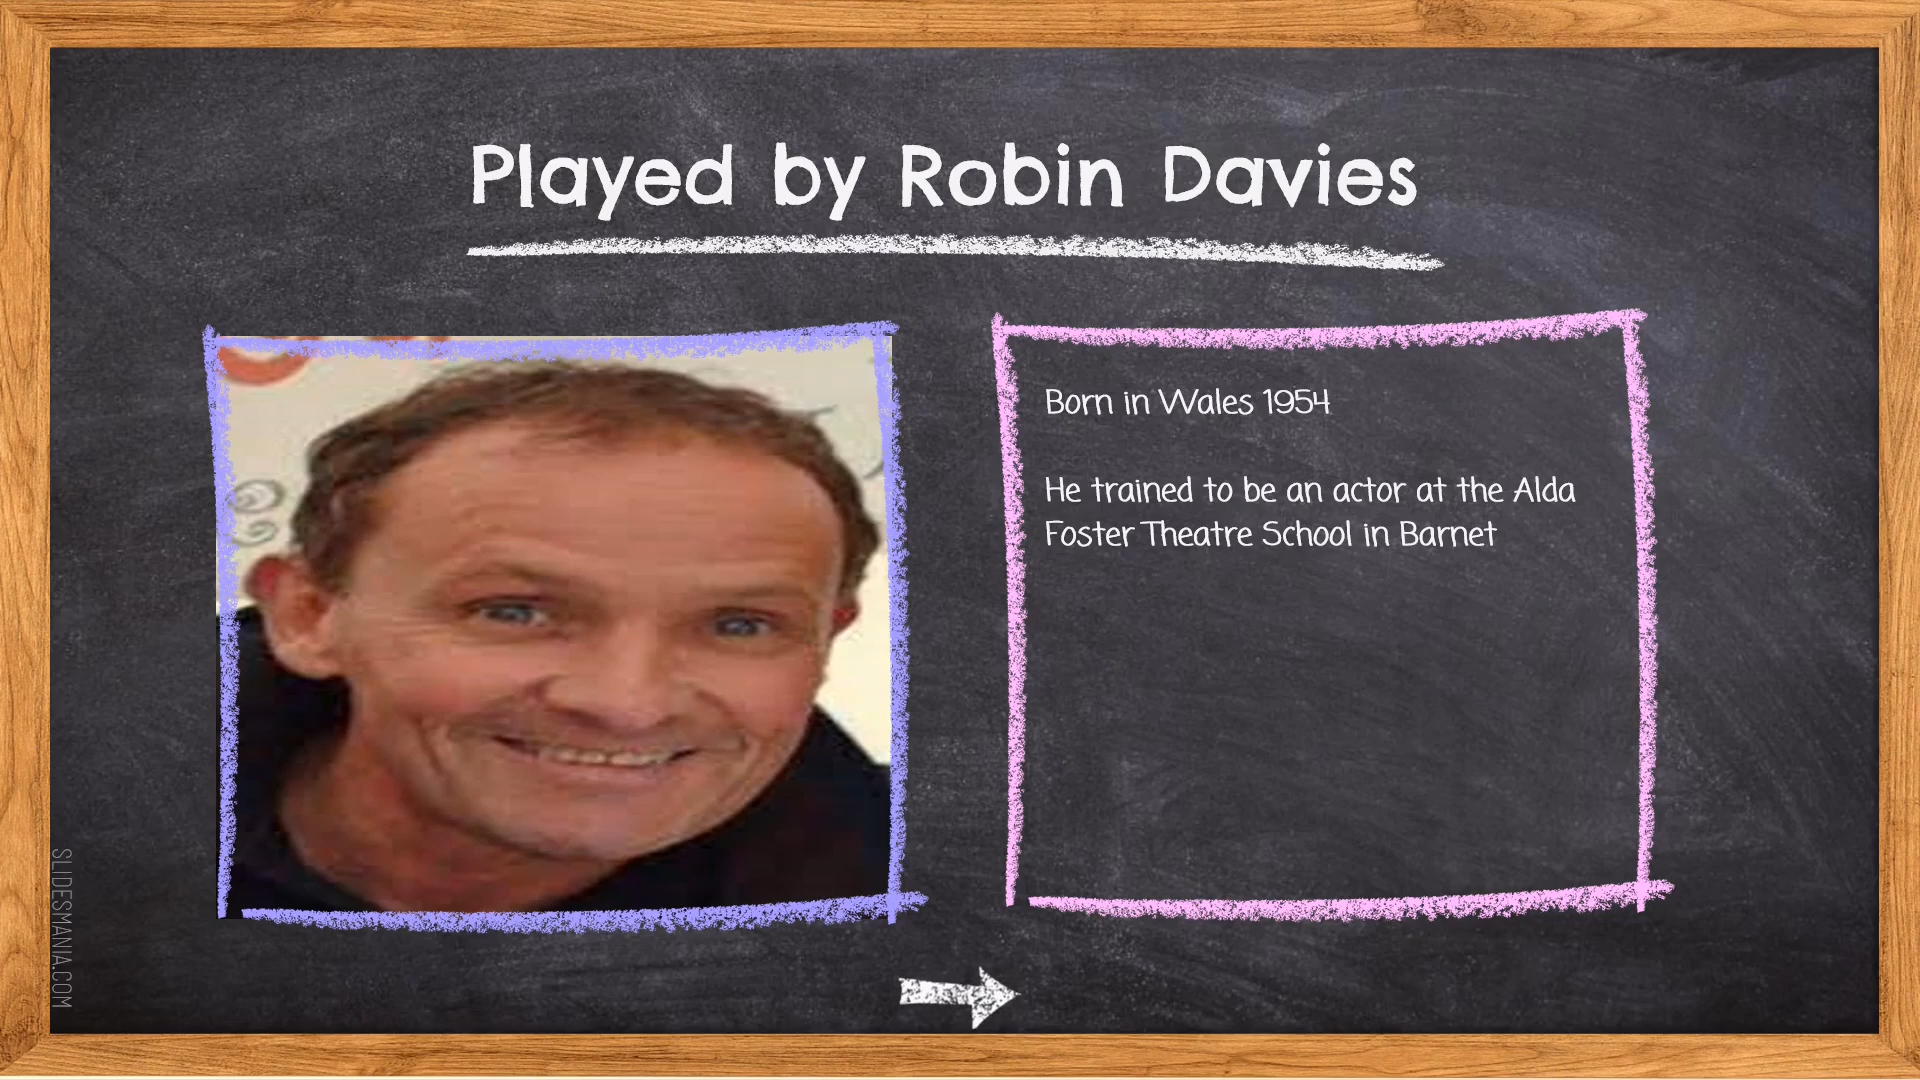 Played by Robin Davies
Born in Wales 1954
He trained to be an actor at the Alda
Foster Theatre School in Barnet
SLIDESMANIA.COM